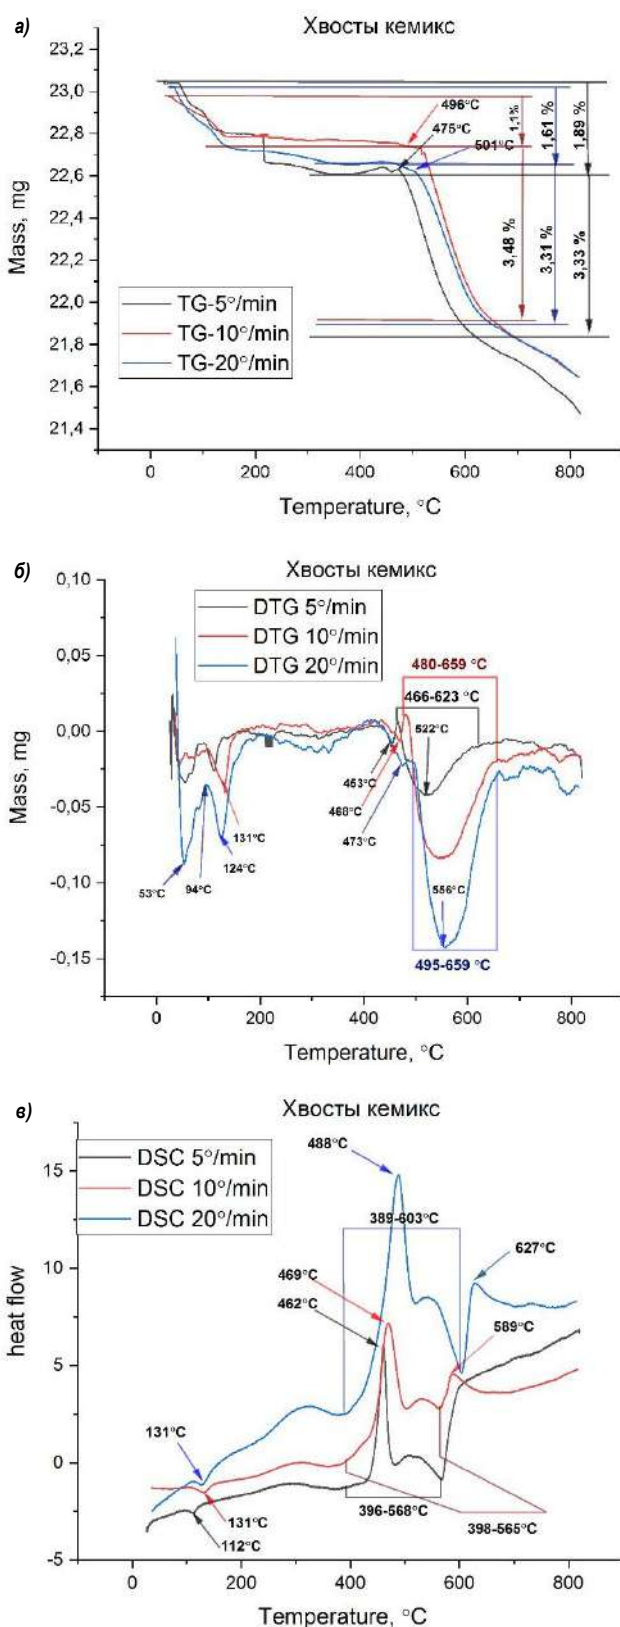 а)
Хвосты кемикс
23,2
23,0
22,8
22,6
22,4
22,2
22,0
21,8
21,6
21,4
Mass, mg
496°C
475°C
501°C
1,1%
1,61 %
1,89 %
3,48 %
3,31 %
3,33 %
TG-5°/min
TG-10°/min
TG-20°/min
0 200 400 600 800
Temperature, °C
б)
Хвосты кемикс
0,10
0,05
0,00
-0,05
-0,10
-0,15
Mass, mg
DTG 5°/min
DTG 10°/min
DTG 20°/min
480-659 °C
466-623 °C
522°C
453°C
468°C
473°C
131°C
124°C
94°C
53°C
556°C
495-659 °C
0 200 400 600 800
Temperature, °C
в)
Хвосты кемикс
15
10
5
0
-5
heat flow
DSC 5°/min
DSC 10°/min
DSC 20°/min
488°C
389-603°C
627°C
469°C
462°C
589°C
131°C
131°C
112°C
396-568°C
398-565°C
0 200 400 600 800
Temperature, °C